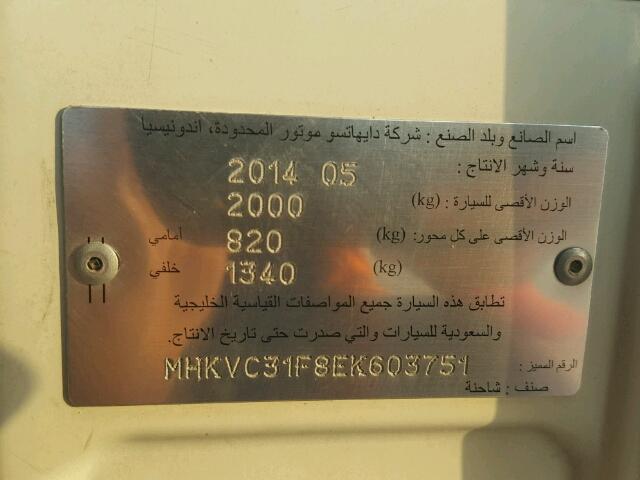 اسم الصانع وبلد الصنع : شركة دايهاتسو موتور المحدودة، اندونيسيا
سنة وشهر الانتاج : 2014 05
الوزن الأقصى للسيارة : (kg) 2000
الوزن الأقصى على كل محور: (kg) 820 أمامي
(kg) 1340 خلفي
تطابق هذه السيارة جميع المواصفات القياسية الخليجية
والسعودية للسيارات والتي صدرت حتى تاريخ الانتاج.
الرقم المميز : MHKVC31F8EK603751
صنف : شاحنة